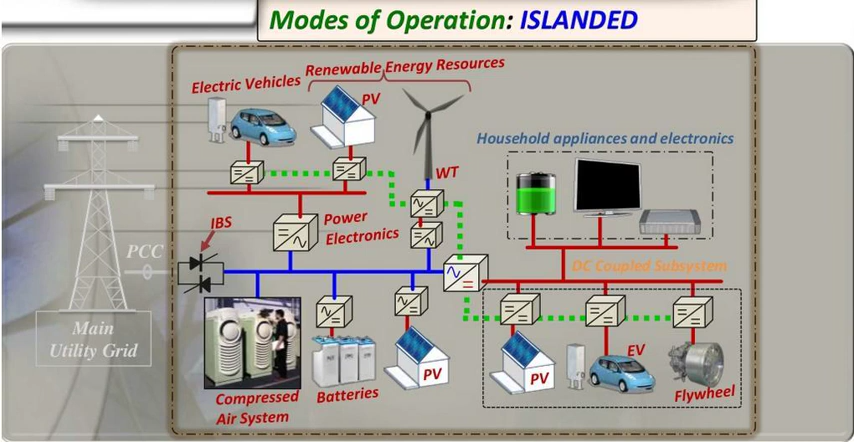 Modes of Operation: ISLANDED
Renewable Energy Resources
Electric Vehicles
PV
Household appliances and electronics
WT
IBS
Power
Electronics
PCC
DC Coupled Subsystem
Main
Utility Grid
PV
PV
EV
Compressed
Air System
Batteries
Flywheel